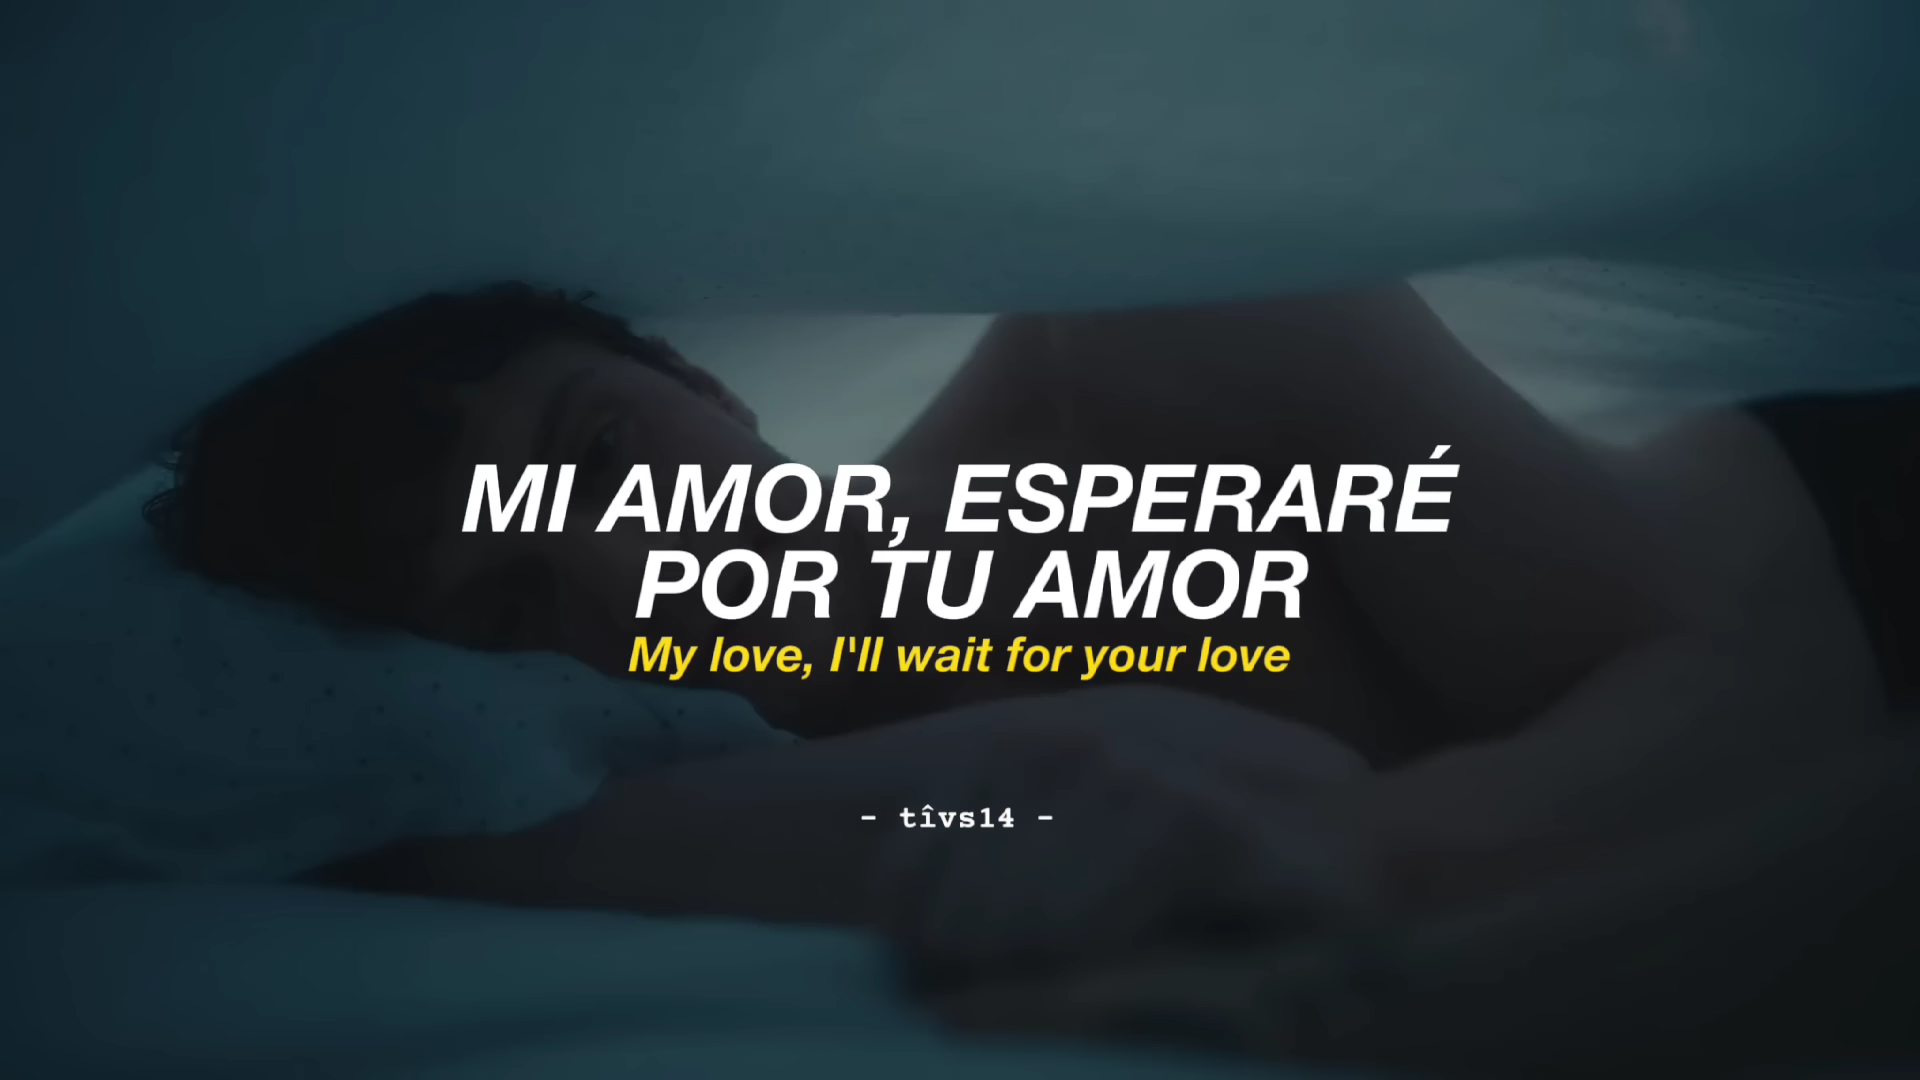 MI AMOR, ESPERARÉ
POR TU AMOR
My love, I'll wait for your love
- tîvs14 -